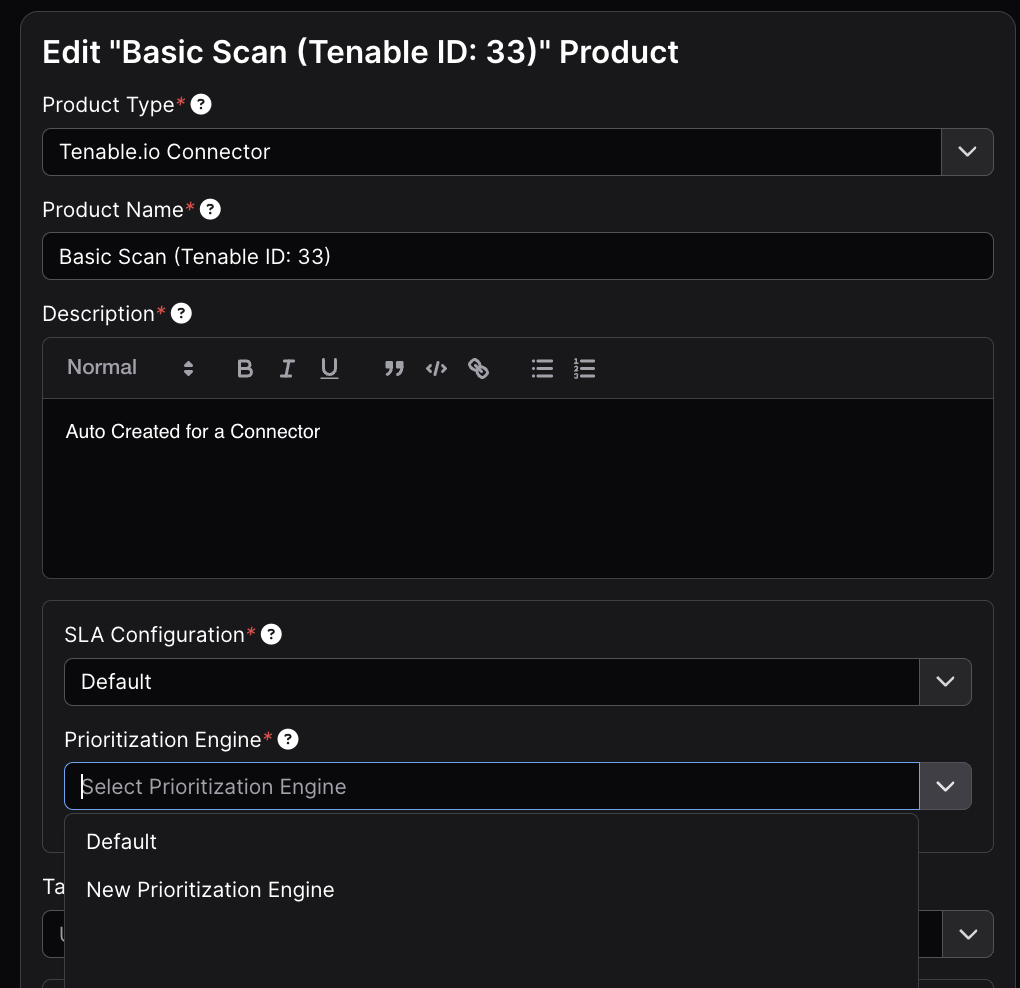 Edit "Basic Scan (Tenable ID: 33)" Product
Product Type* ?
Tenable.io Connector
Product Name* ?
Basic Scan (Tenable ID: 33)
Description* ?
Normal B I U
Auto Created for a Connector
SLA Configuration* ?
Default
Prioritization Engine* ?
Select Prioritization Engine
Default
New Prioritization Engine
Ta